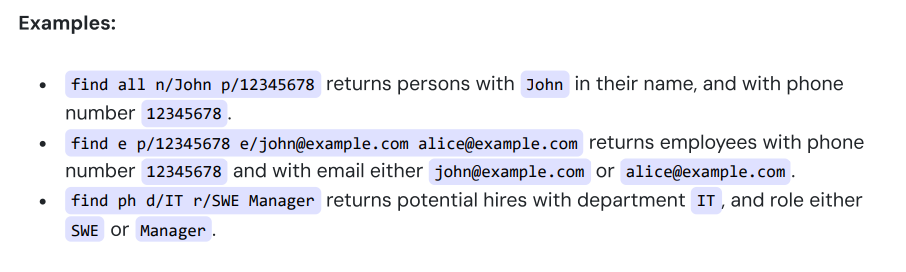 Examples:
• find all n/John p/12345678 returns persons with John in their name, and with phone
number 12345678 .
• find e p/12345678 e/john@example.com alice@example.com returns employees with phone
number 12345678 and with email either john@example.com or alice@example.com .
• find ph d/IT r/SWE Manager returns potential hires with department IT , and role either
SWE or Manager .